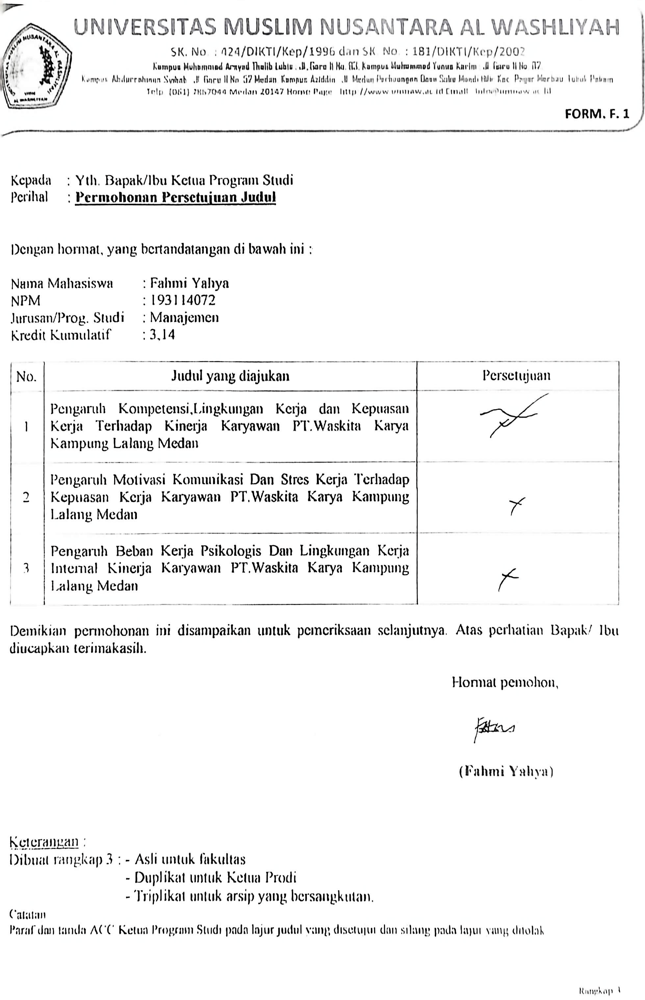 UNIVERSITAS MUSLIM NUSANTARA AL WASHLIYAH
SK. No. : 424/DIKTI/Kep/1996 dan SK. No. : 181/DIKTI/Kep/2002
Kampus Muhammad Arsyad Thalib Lubis : Jl. Garu II No. Kampus Muhammad Yunus Karim : Jl Garu II No.
Kampus Abdurrahman Syihab : Jl Garu II No Medan Kampus Aziddin : Jl Medan Perbaungan Desa Suka Mandi Hilir Kec Pagar Merbau Lubuk Pakam
Telp. (061) 7867044 Medan 20147 Home Page http://www.umnaw.ac.id Email info@umnaw.ac.id
FORM. F. 1
Kepada : Yth. Bapak/Ibu Ketua Program Studi
Perihal : Permohonan Persetujuan Judul
Dengan hormat, yang bertandatangan di bawah ini :
Nama Mahasiswa : Fahmi Yahya
NPM : 193114072
Jurusan/Prog. Studi : Manajemen
Kredit Kumulatif : 3,14
No. Judul yang diajukan Persetujuan
Pengaruh Kompetensi,Lingkungan Kerja dan Kepuasan
1 Kerja Terhadap Kinerja Karyawan PT.Waskita Karya
Kampung Lalang Medan
Pengaruh Motivasi Komunikasi Dan Stres Kerja Terhadap
2 Kepuasan Kerja Karyawan PT.Waskita Karya Kampung
Lalang Medan
Pengaruh Beban Kerja Psikologis Dan Lingkungan Kerja
3 Internal Kinerja Karyawan PT.Waskita Karya Kampung
Lalang Medan
Demikian permohonan ini disampaikan untuk pemeriksaan selanjutnya. Atas perhatian Bapak/ Ibu
diucapkan terimakasih.
Hormat pemohon,
(Fahmi Yahya)
Keterangan :
Dibuat rangkap 3 : - Asli untuk fakultas
- Duplikat untuk Ketua Prodi
- Triplikat untuk arsip yang bersangkutan.
Catatan
Paraf dan tanda ACC Ketua Program Studi pada lajur judul yang disetujui dan silang pada lajur yang ditolak
Rangkap